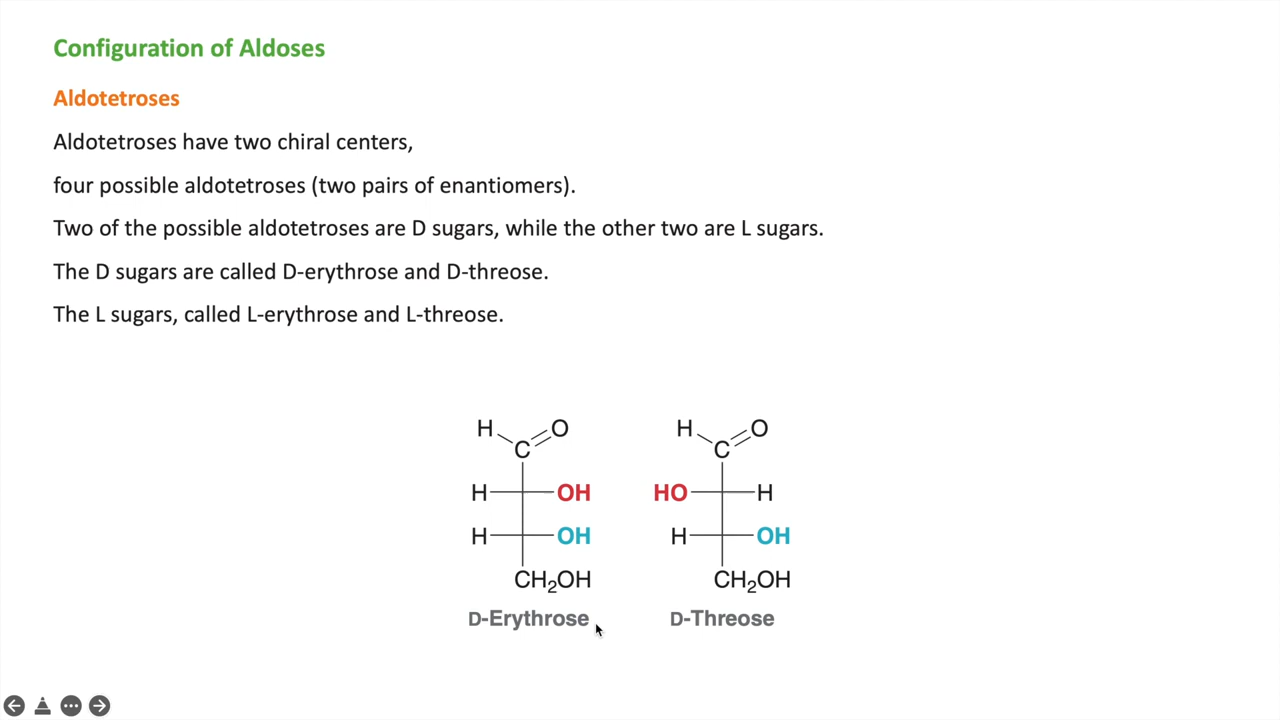 Configuration of Aldoses
Aldotetroses
Aldotetroses have two chiral centers,
four possible aldotetroses (two pairs of enantiomers).
Two of the possible aldotetroses are D sugars, while the other two are L sugars.
The D sugars are called D-erythrose and D-threose.
The L sugars, called L-erythrose and L-threose.
H O H O
C C
H OH HO H
H OH H OH
CH₂OH CH₂OH
D-Erythrose D-Threose